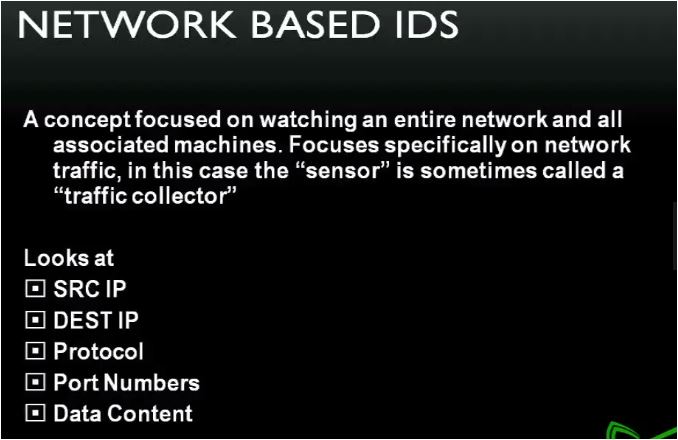 NETWORK BASED IDS
A concept focused on watching an entire network and all
associated machines. Focuses specifically on network
traffic, in this case the “sensor” is sometimes called a
“traffic collector”
Looks at
SRC IP
DEST IP
Protocol
Port Numbers
Data Content